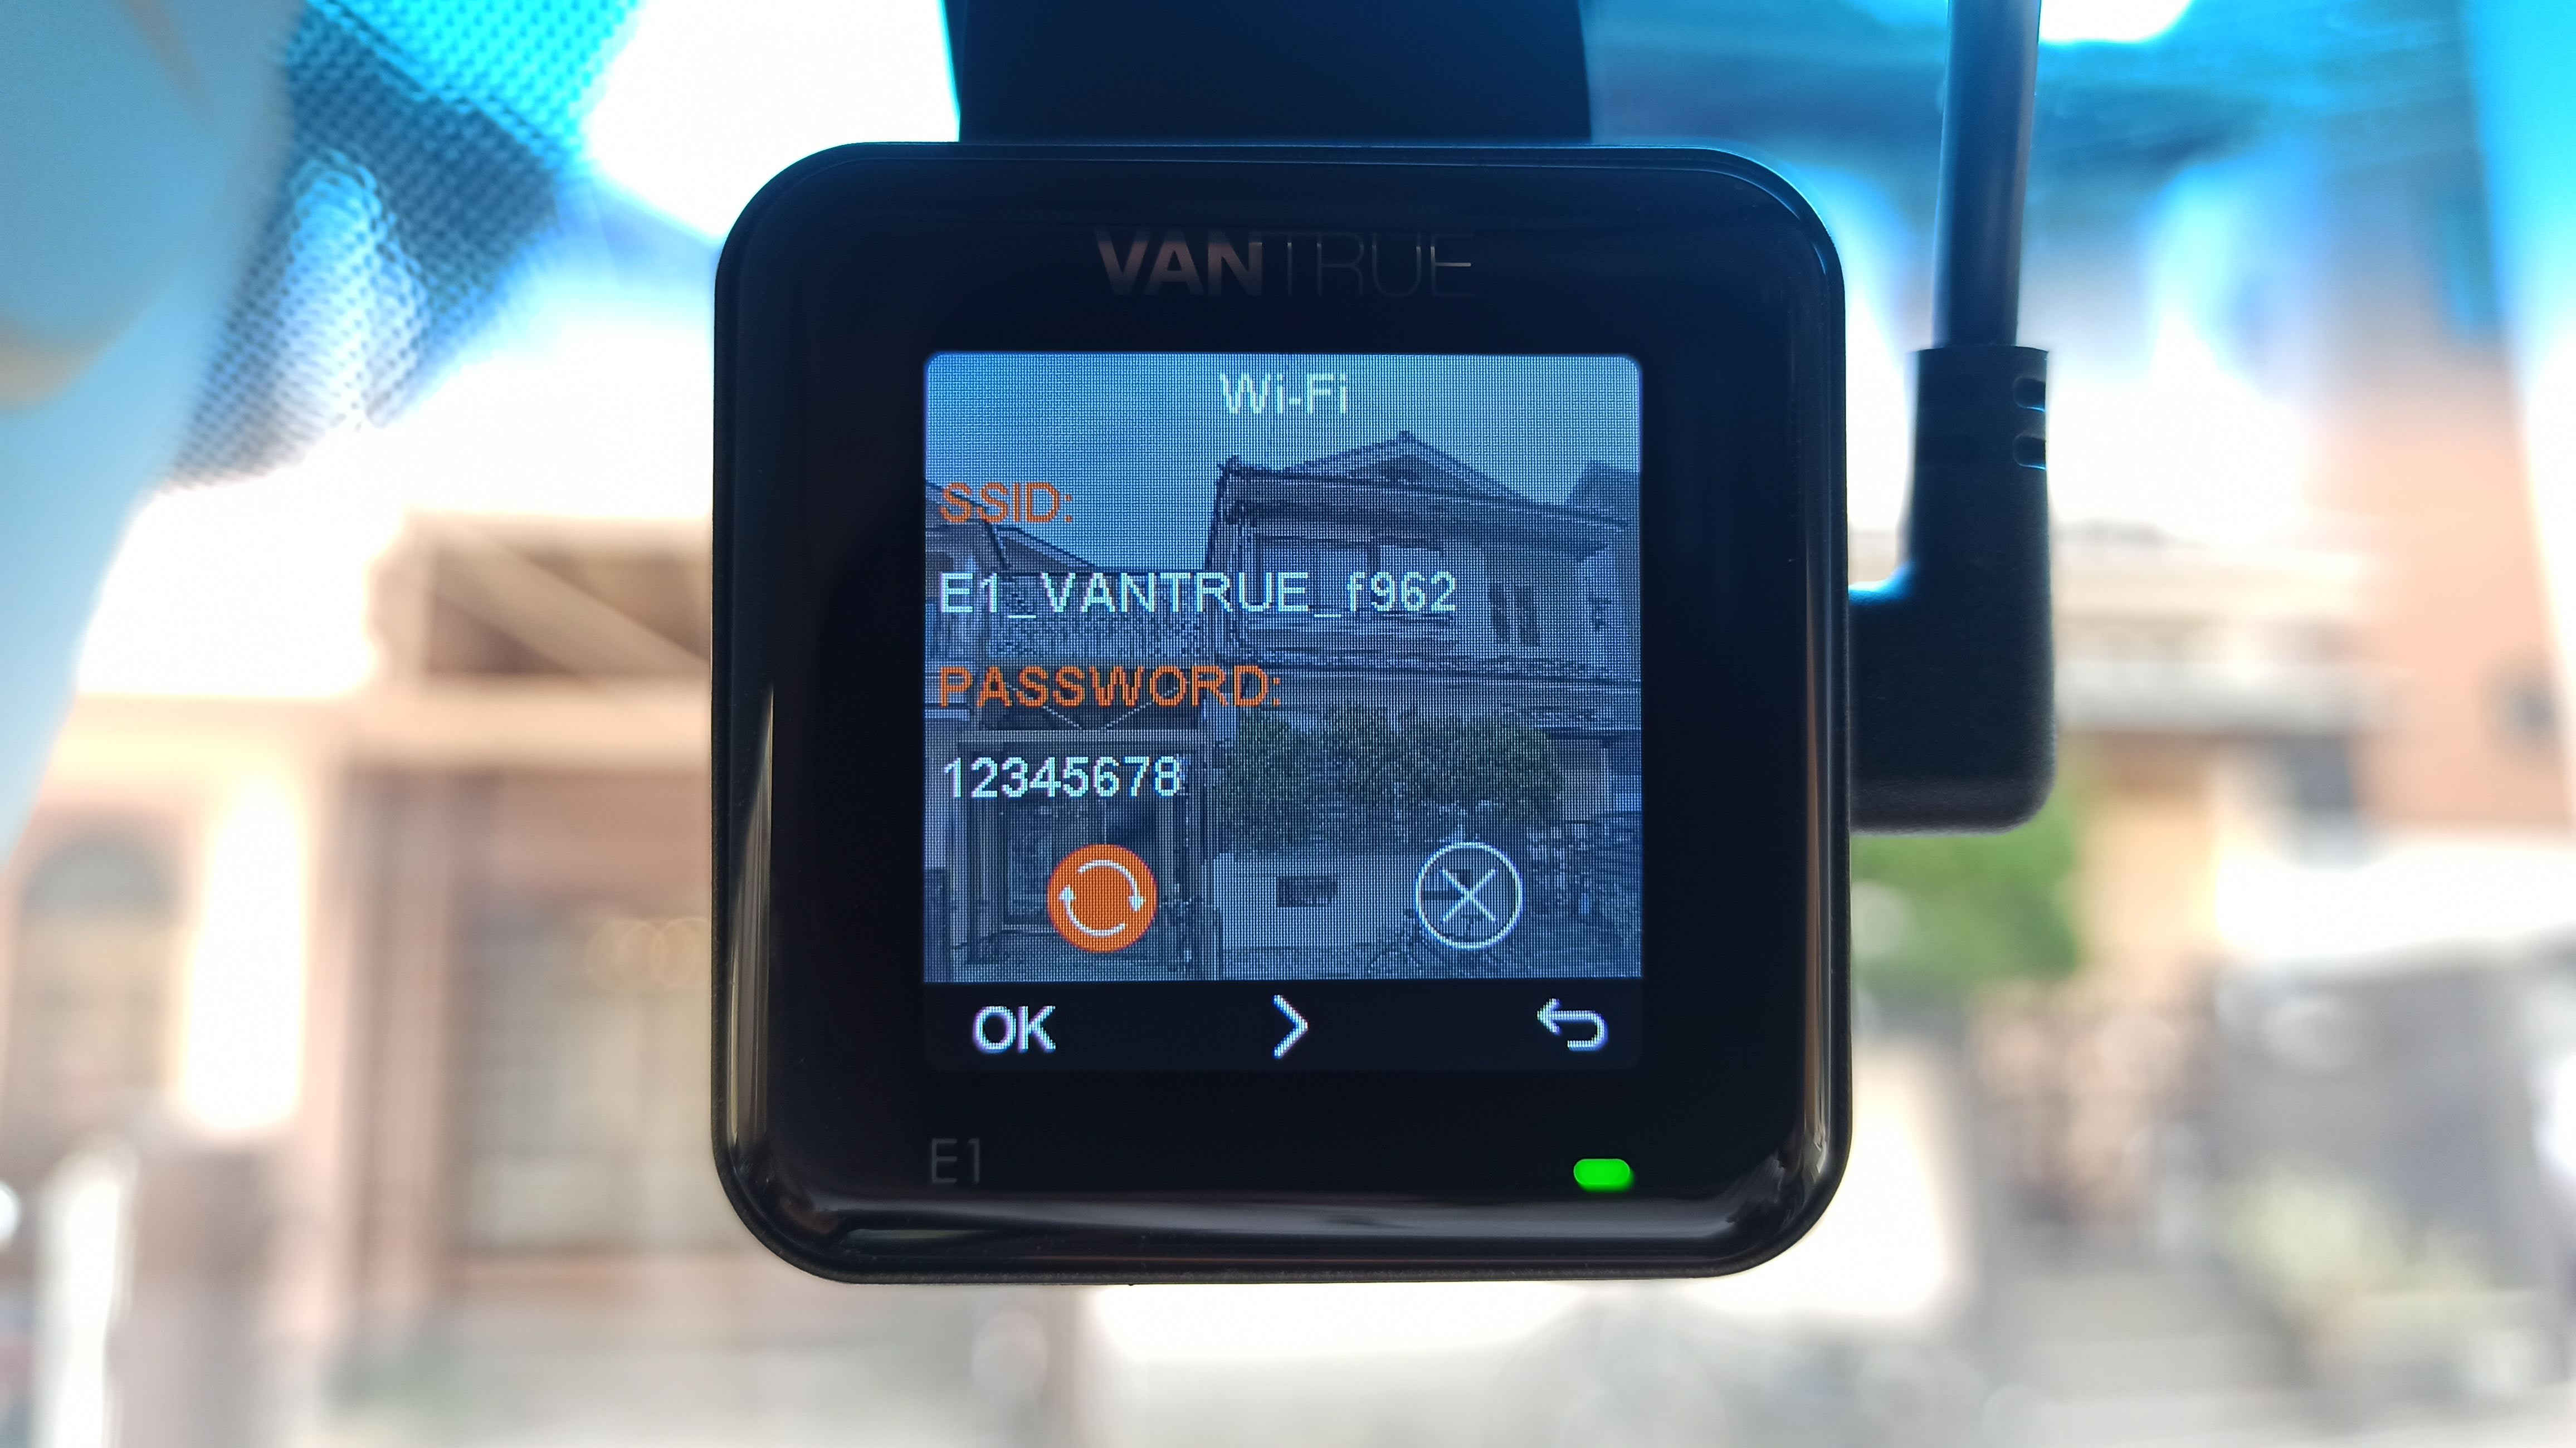 VANTRUE
Wi-Fi
SSID:
E1_VANTRUE_f962
PASSWORD:
12345678
OK
E1